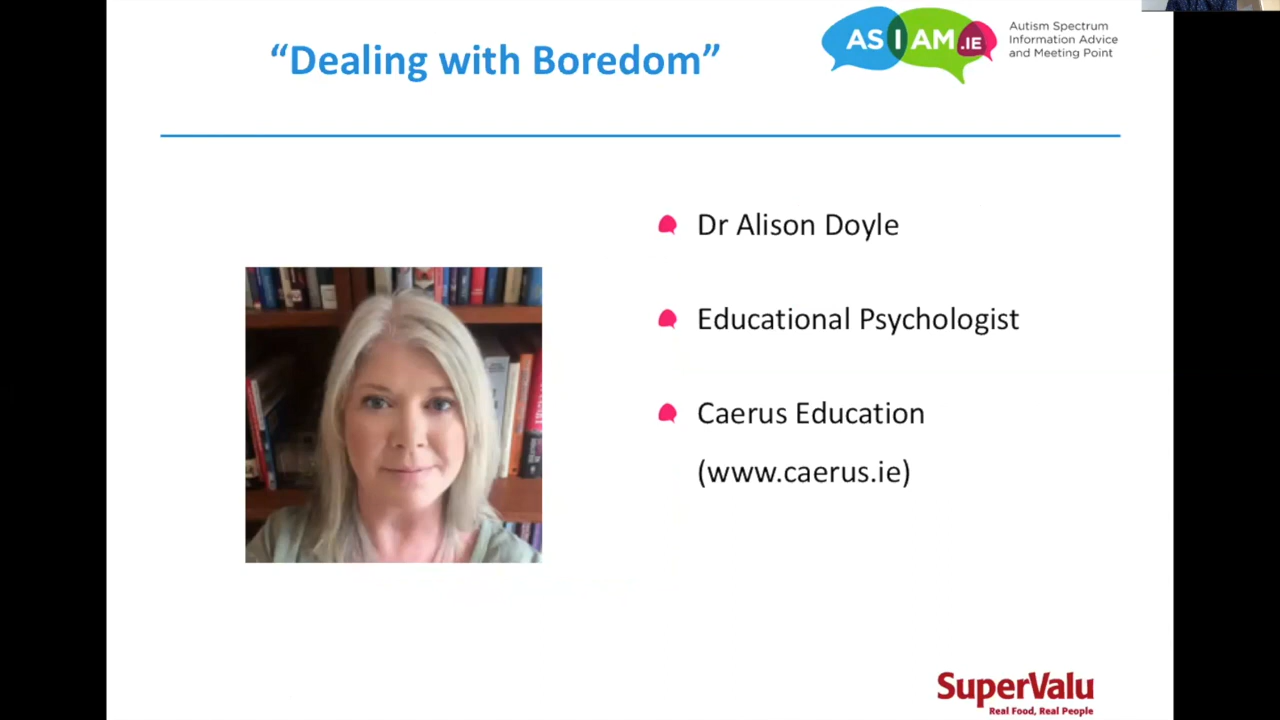 “Dealing with Boredom”
AS I AM.IE
Autism Spectrum
Information Advice
and Meeting Point
Dr Alison Doyle
Educational Psychologist
Caerus Education
(www.caerus.ie)
SuperValu
Real Food, Real People